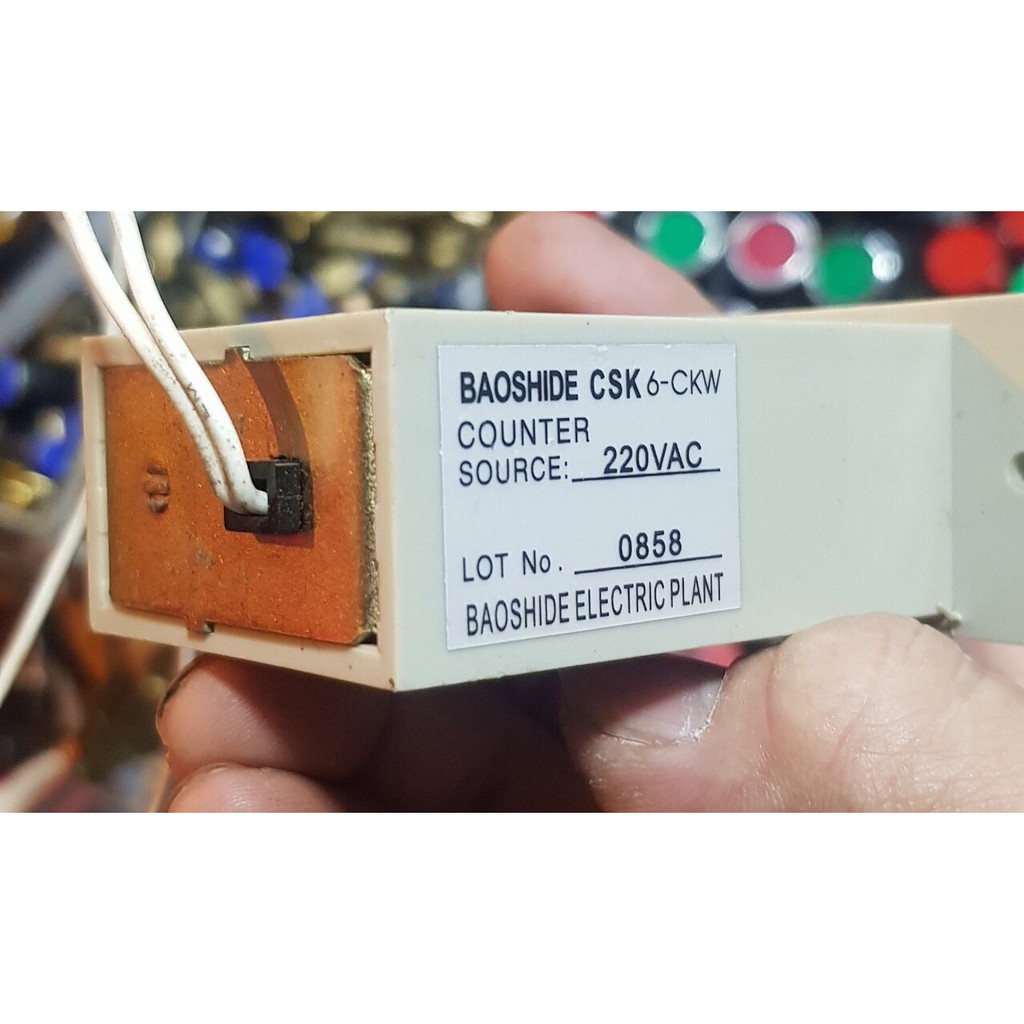 BAOSHIDE CSK 6-CKW
COUNTER
SOURCE: 220VAC
LOT No. 0858
BAOSHIDE ELECTRIC PLANT